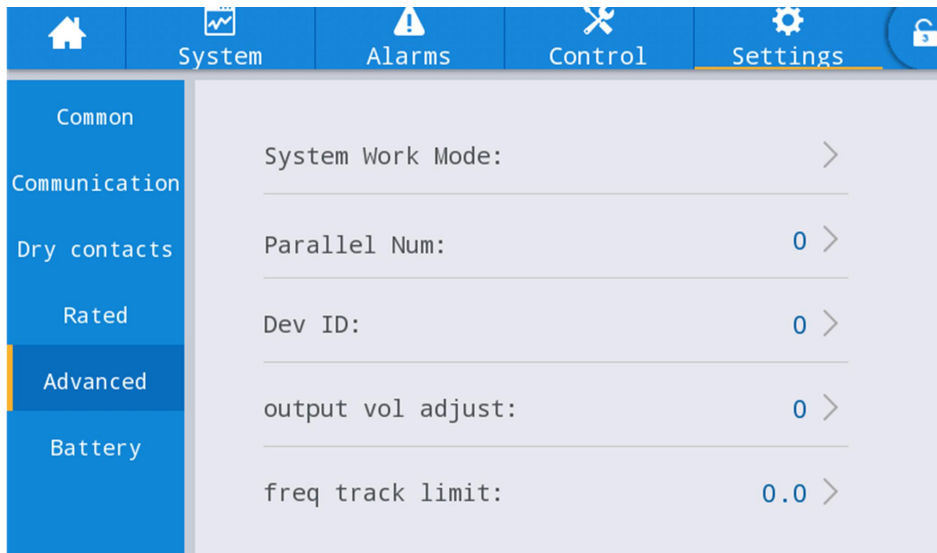 System
Alarms
Control
Settings
3
Common
Communication
Dry contacts
Rated
Advanced
Battery
System Work Mode:
Parallel Num: 0
Dev ID: 0
output vol adjust: 0
freq track limit: 0.0